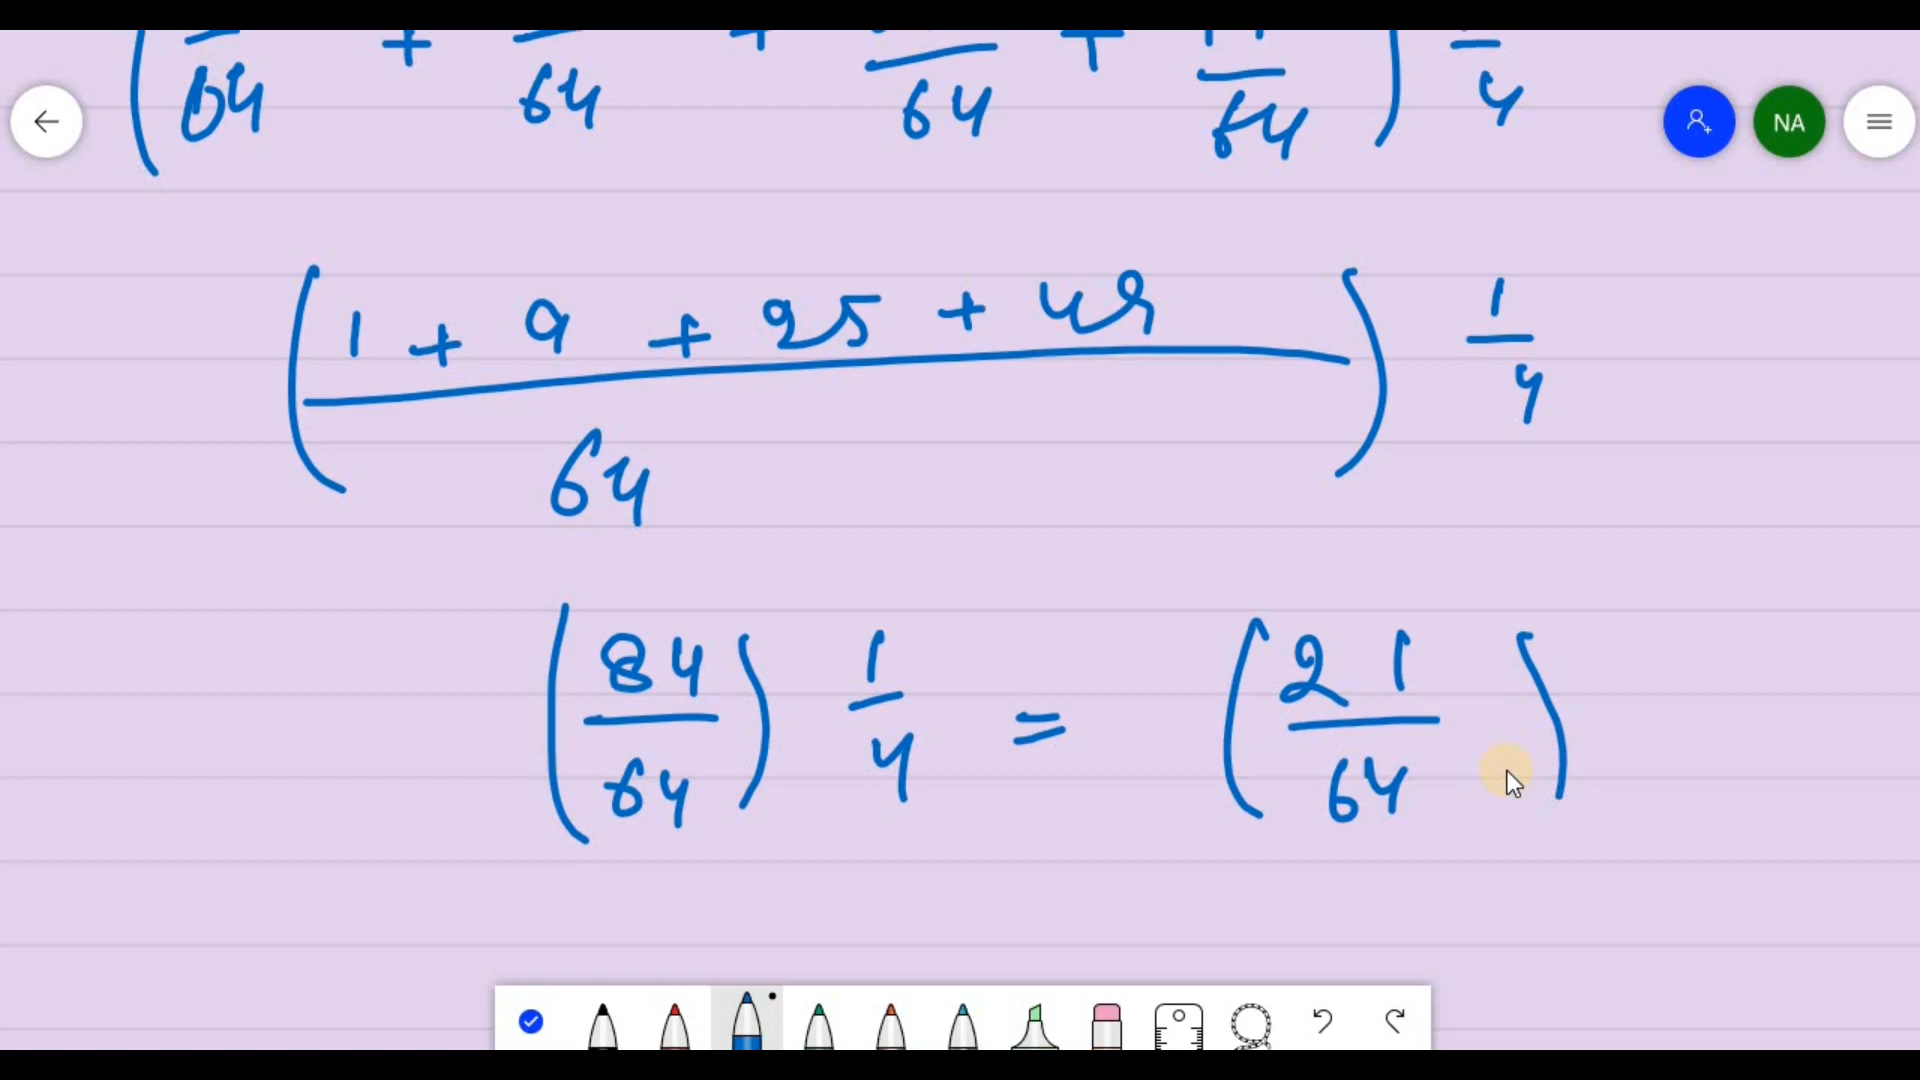 64 + 64 + 64 + 64 ) 4
NA
( 1 + 9 + 25 + 49 ) 1
64 4
( 84 ) 1 = ( 21 )
64 4 64